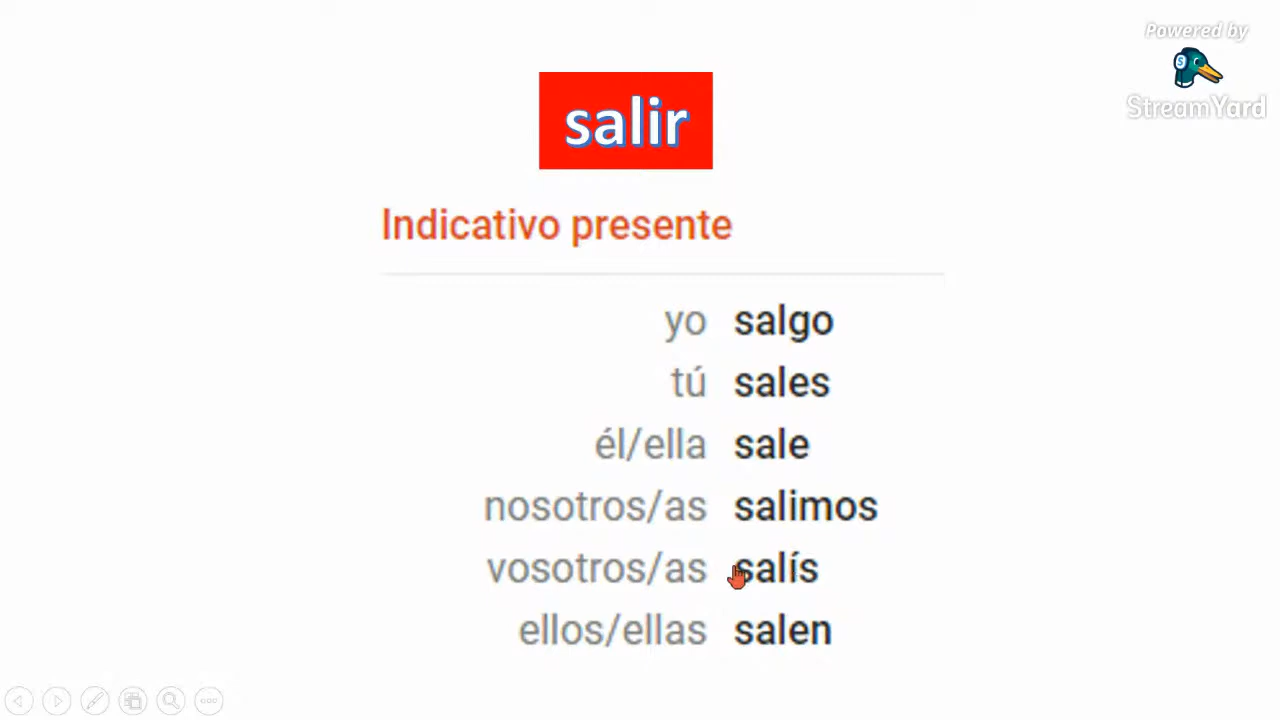 Powered by
S
StreamYard
salir
Indicativo presente
yo salgo
tú sales
él/ella sale
nosotros/as salimos
vosotros/as salís
ellos/ellas salen